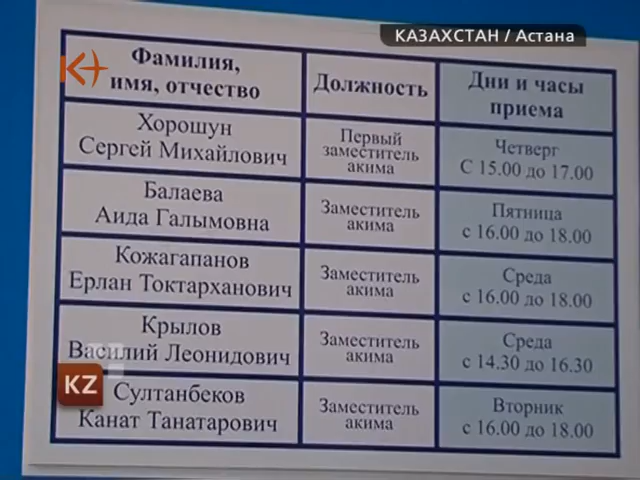 КАЗАХСТАН / Астана
К+
Фамилия,
имя, отчество
Должность
Дни и часы
приема
Хорошун
Сергей Михайлович
Первый
заместитель
акима
Четверг
С 15.00 до 17.00
Балаева
Аида Галымовна
Заместитель
акима
Пятница
с 16.00 до 18.00
Кожагапанов
Ерлан Токтарханович
Заместитель
акима
Среда
с 16.00 до 18.00
Крылов
Василий Леонидович
Заместитель
акима
Среда
с 14.30 до 16.30
KZ
Султанбеков
Канат Танатарович
Заместитель
акима
Вторник
с 16.00 до 18.00